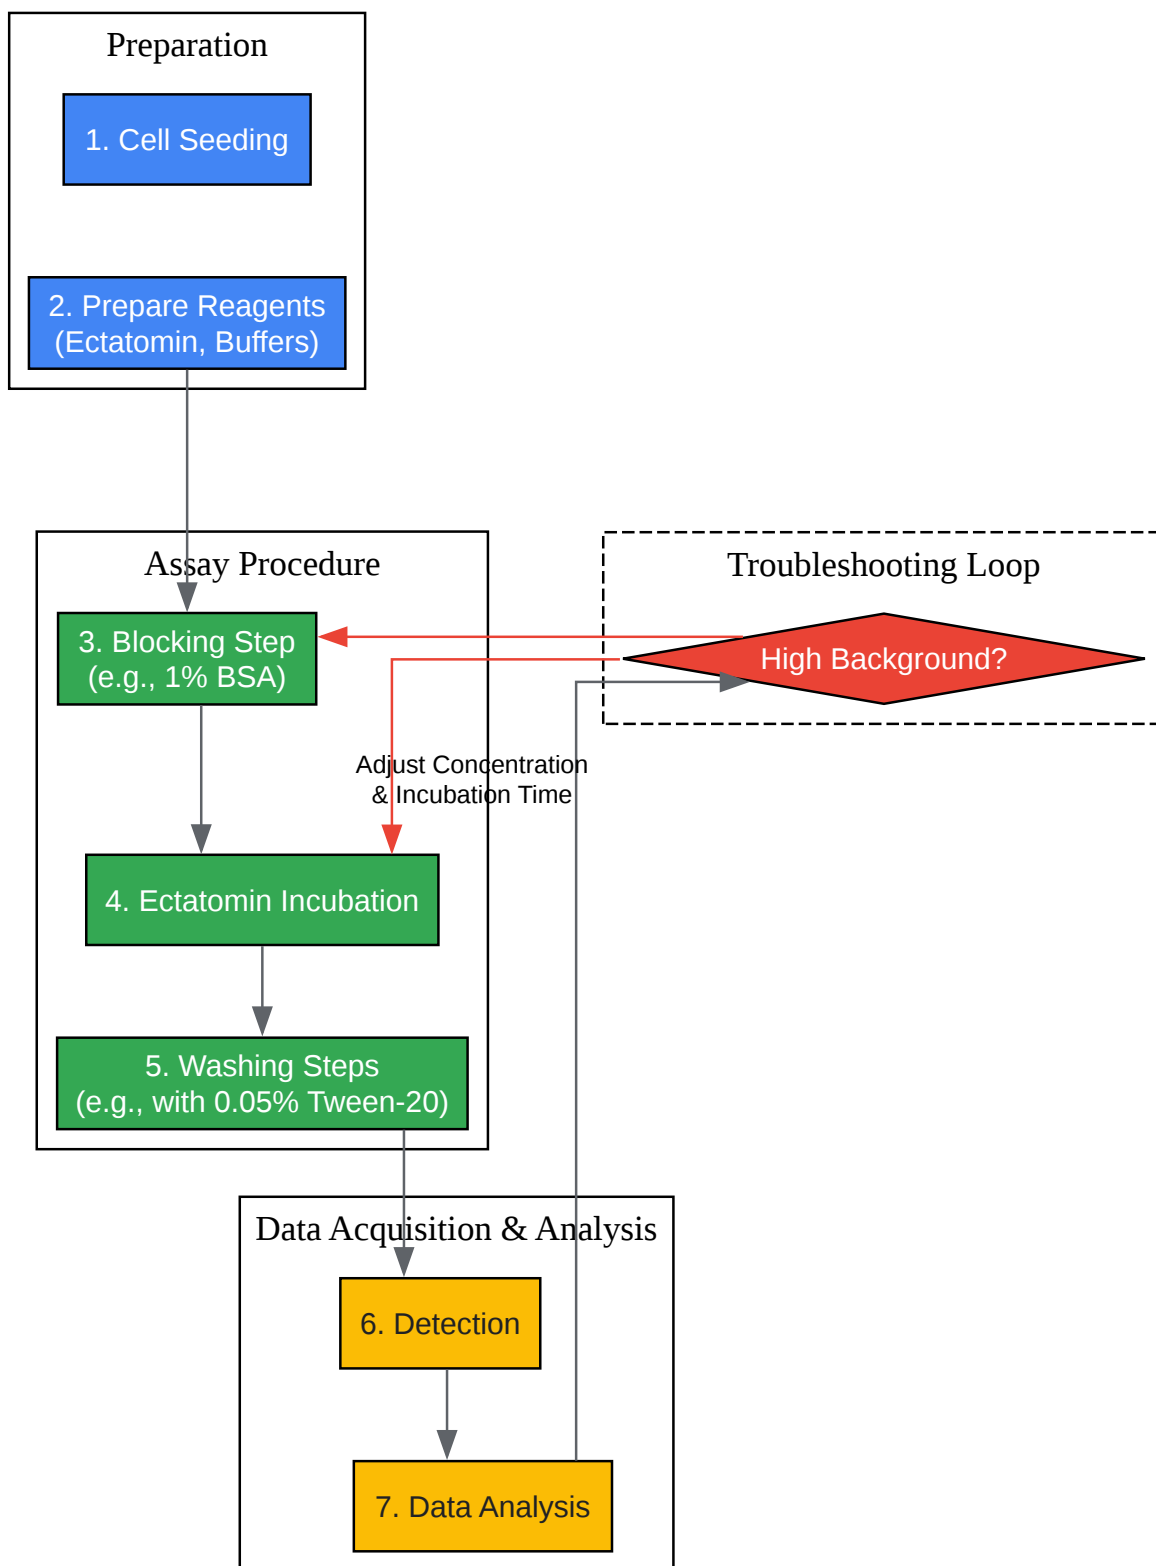 Preparation
1. Cell Seeding
2. Prepare Reagents
(Ectatomin, Buffers)
Assay Procedure
3. Blocking Step
(e.g., 1% BSA)
Troubleshooting Loop
High Background?
Adjust Concentration
& Incubation Time
4. Ectatomin Incubation
5. Washing Steps
(e.g., with 0.05% Tween-20)
Data Acquisition & Analysis
6. Detection
7. Data Analysis